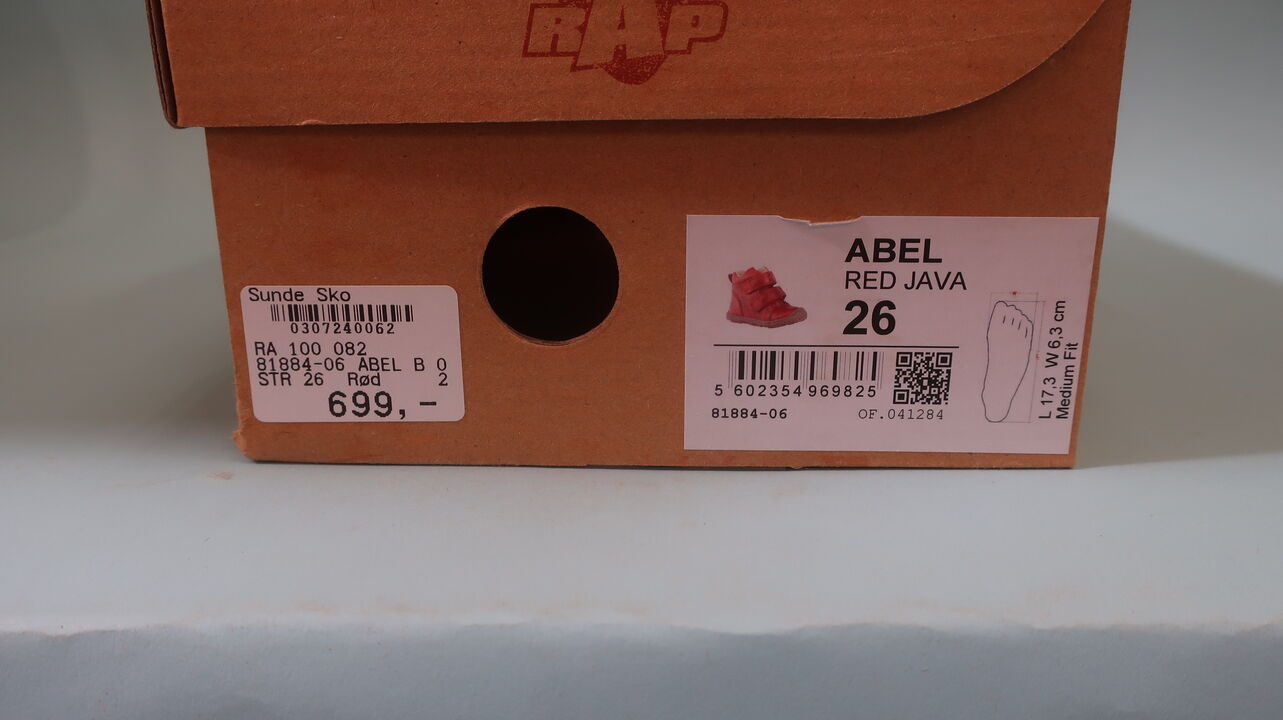 RAP
Sunde Sko
0307240062
RA 100 082
81884-06 ABEL B 0
STR 26 Rød 2
699,-
ABEL
RED JAVA
26
5 602354 969825
81884-06 OF.041284
L 17,3 W 6,3 cm
Medium Fit